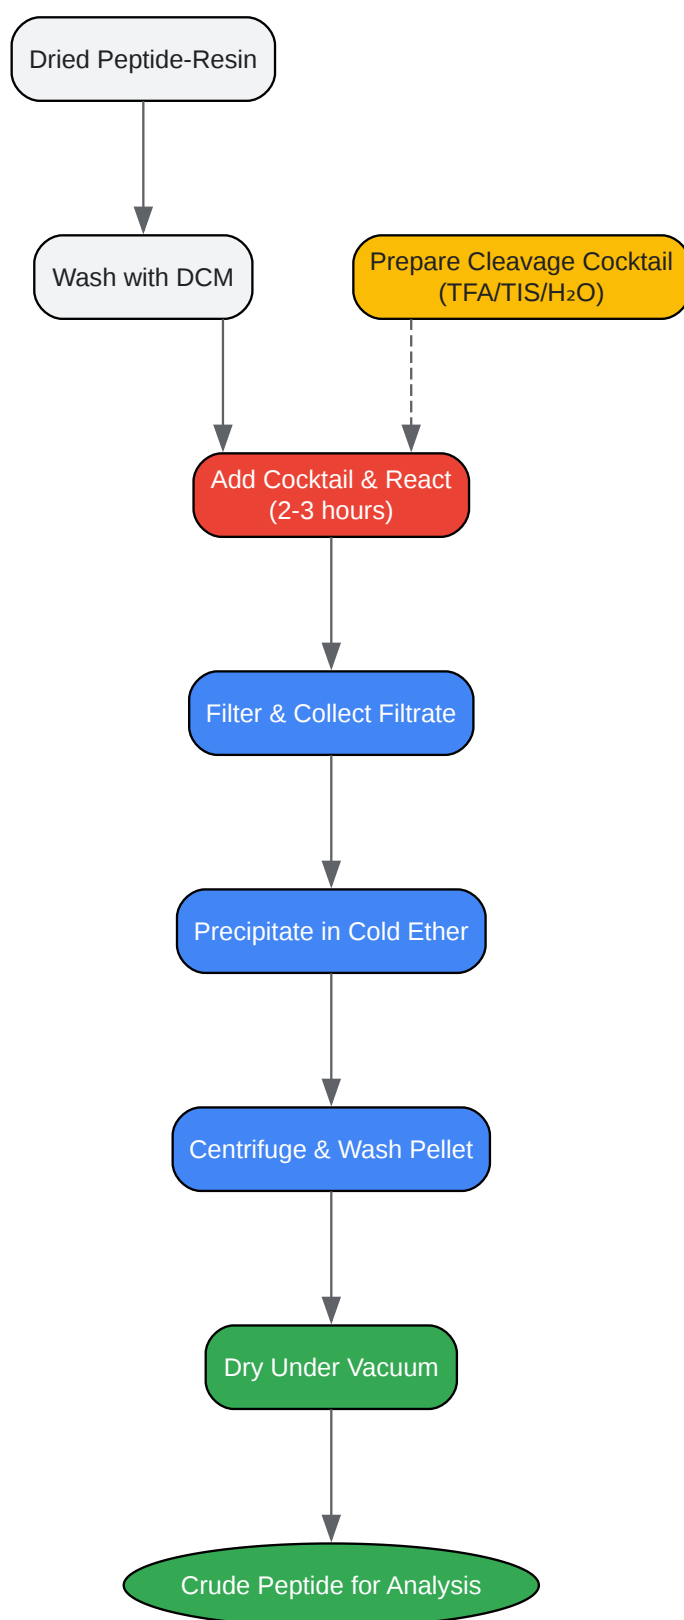 Dried Peptide-Resin
Wash with DCM
Prepare Cleavage Cocktail
(TFA/TIS/H₂O)
Add Cocktail & React
(2-3 hours)
Filter & Collect Filtrate
Precipitate in Cold Ether
Centrifuge & Wash Pellet
Dry Under Vacuum
Crude Peptide for Analysis